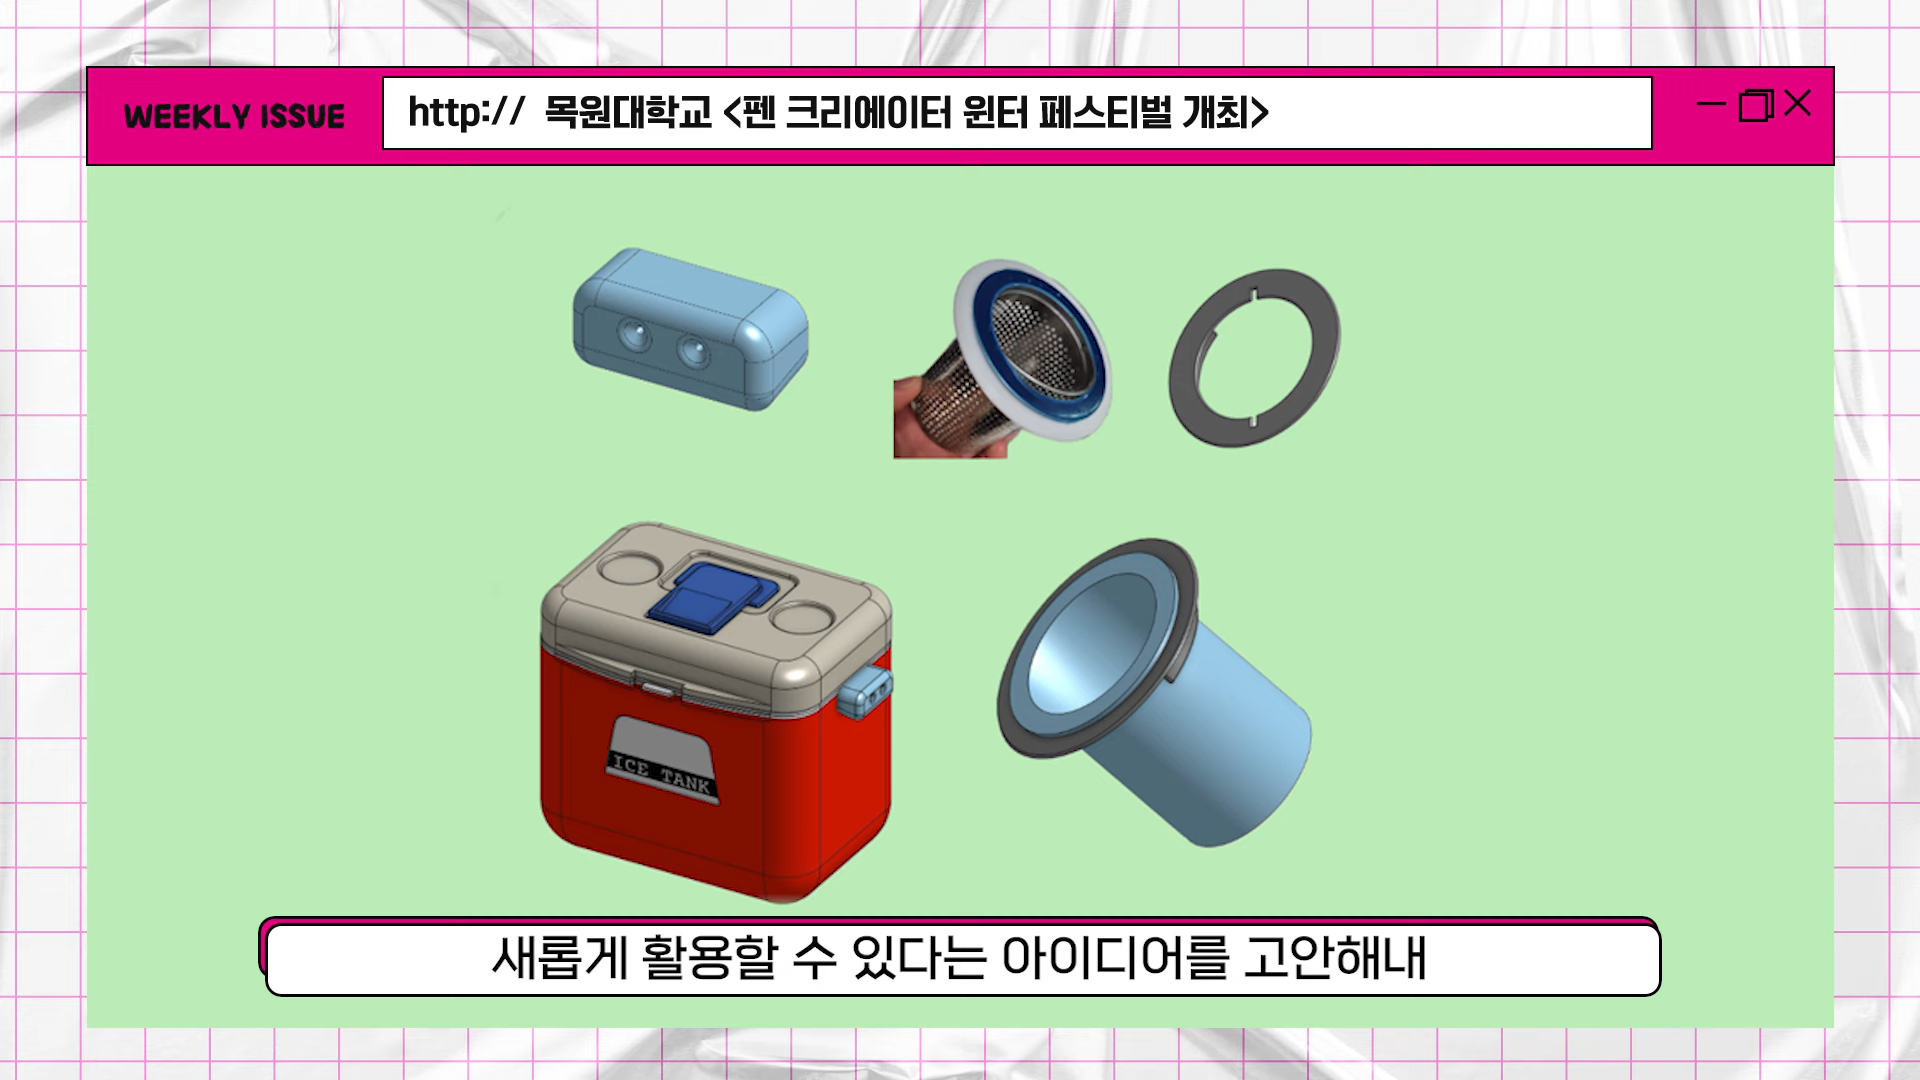 WEEKLY ISSUE
http:// 목원대학교 <펜 크리에이터 윈터 페스티벌 개최>
ICE TANK
새롭게 활용할 수 있다는 아이디어를 고안해내